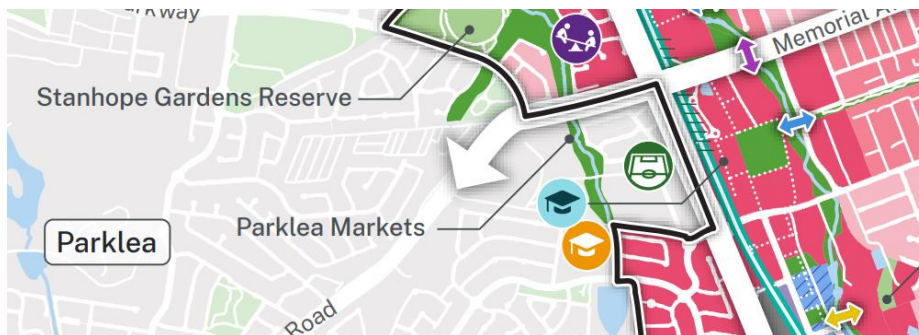 Stanhope Gardens Reserve
Memorial A
Parklea Markets
Parklea
Road